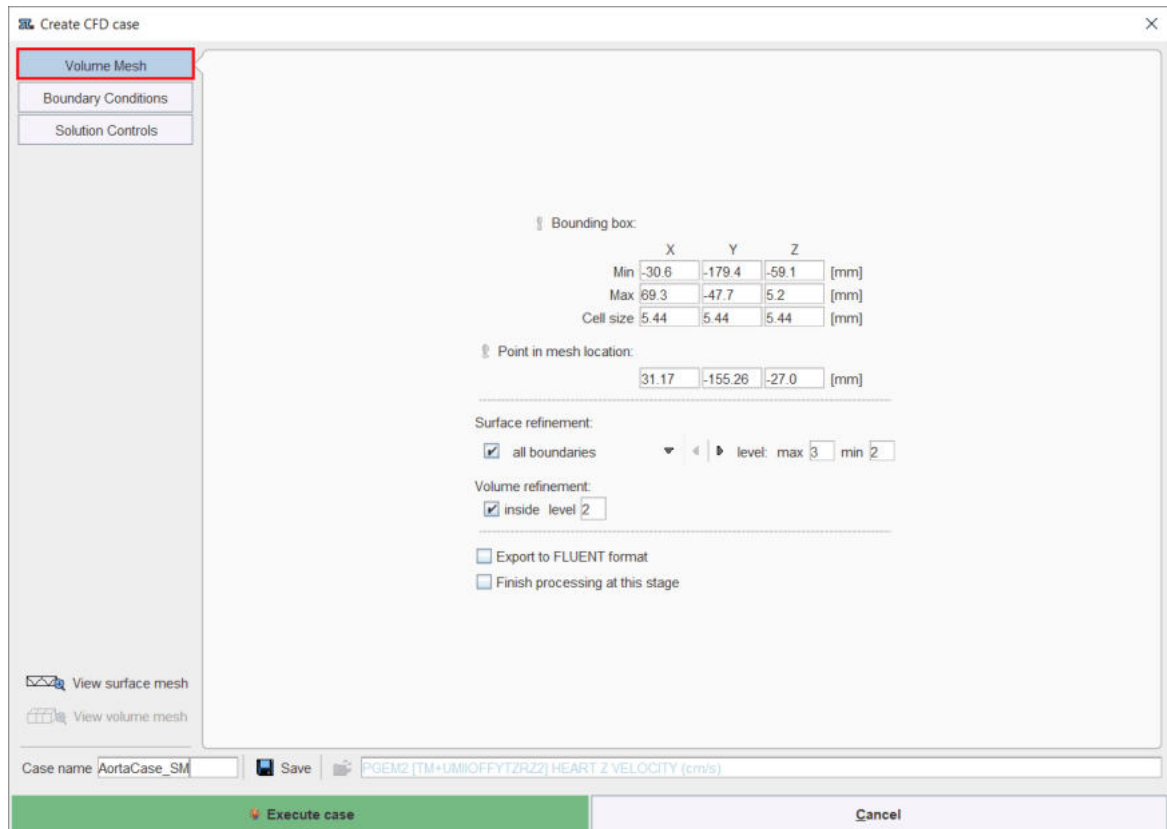 Create CFD case
Volume Mesh
Boundary Conditions
Solution Controls
Bounding box:
X Y Z
Min -30.6 -179.4 -59.1 [mm]
Max 69.3 -47.7 5.2 [mm]
Cell size 5.44 5.44 5.44 [mm]
Point in mesh location:
31.17 -155.26 -27.0 [mm]
Surface refinement:
all boundaries level: max 3 min 2
Volume refinement:
inside level 2
Export to FLUENT format
Finish processing at this stage
View surface mesh
View volume mesh
Case name AortaCase_SM Save PGEM2 [TM+UMIIOFFYTZRZ2] HEART Z VELOCITY (cm/s)
Execute case Cancel